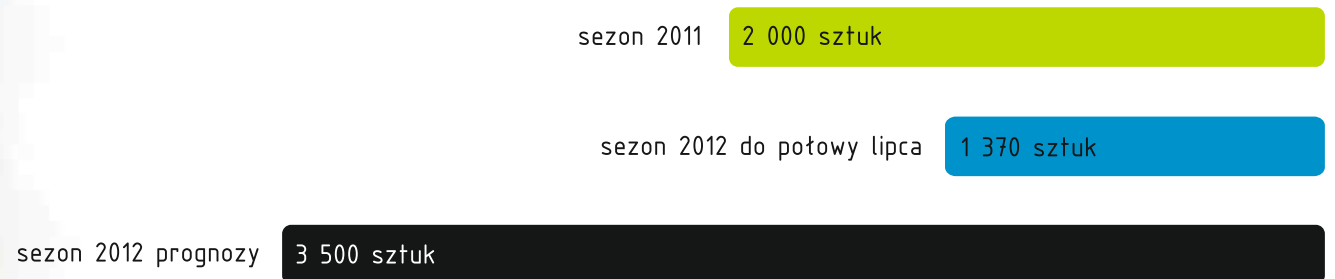 sezon 2011 2 000 sztuk
sezon 2012 do połowy lipca 1 370 sztuk
sezon 2012 prognozy 3 500 sztuk